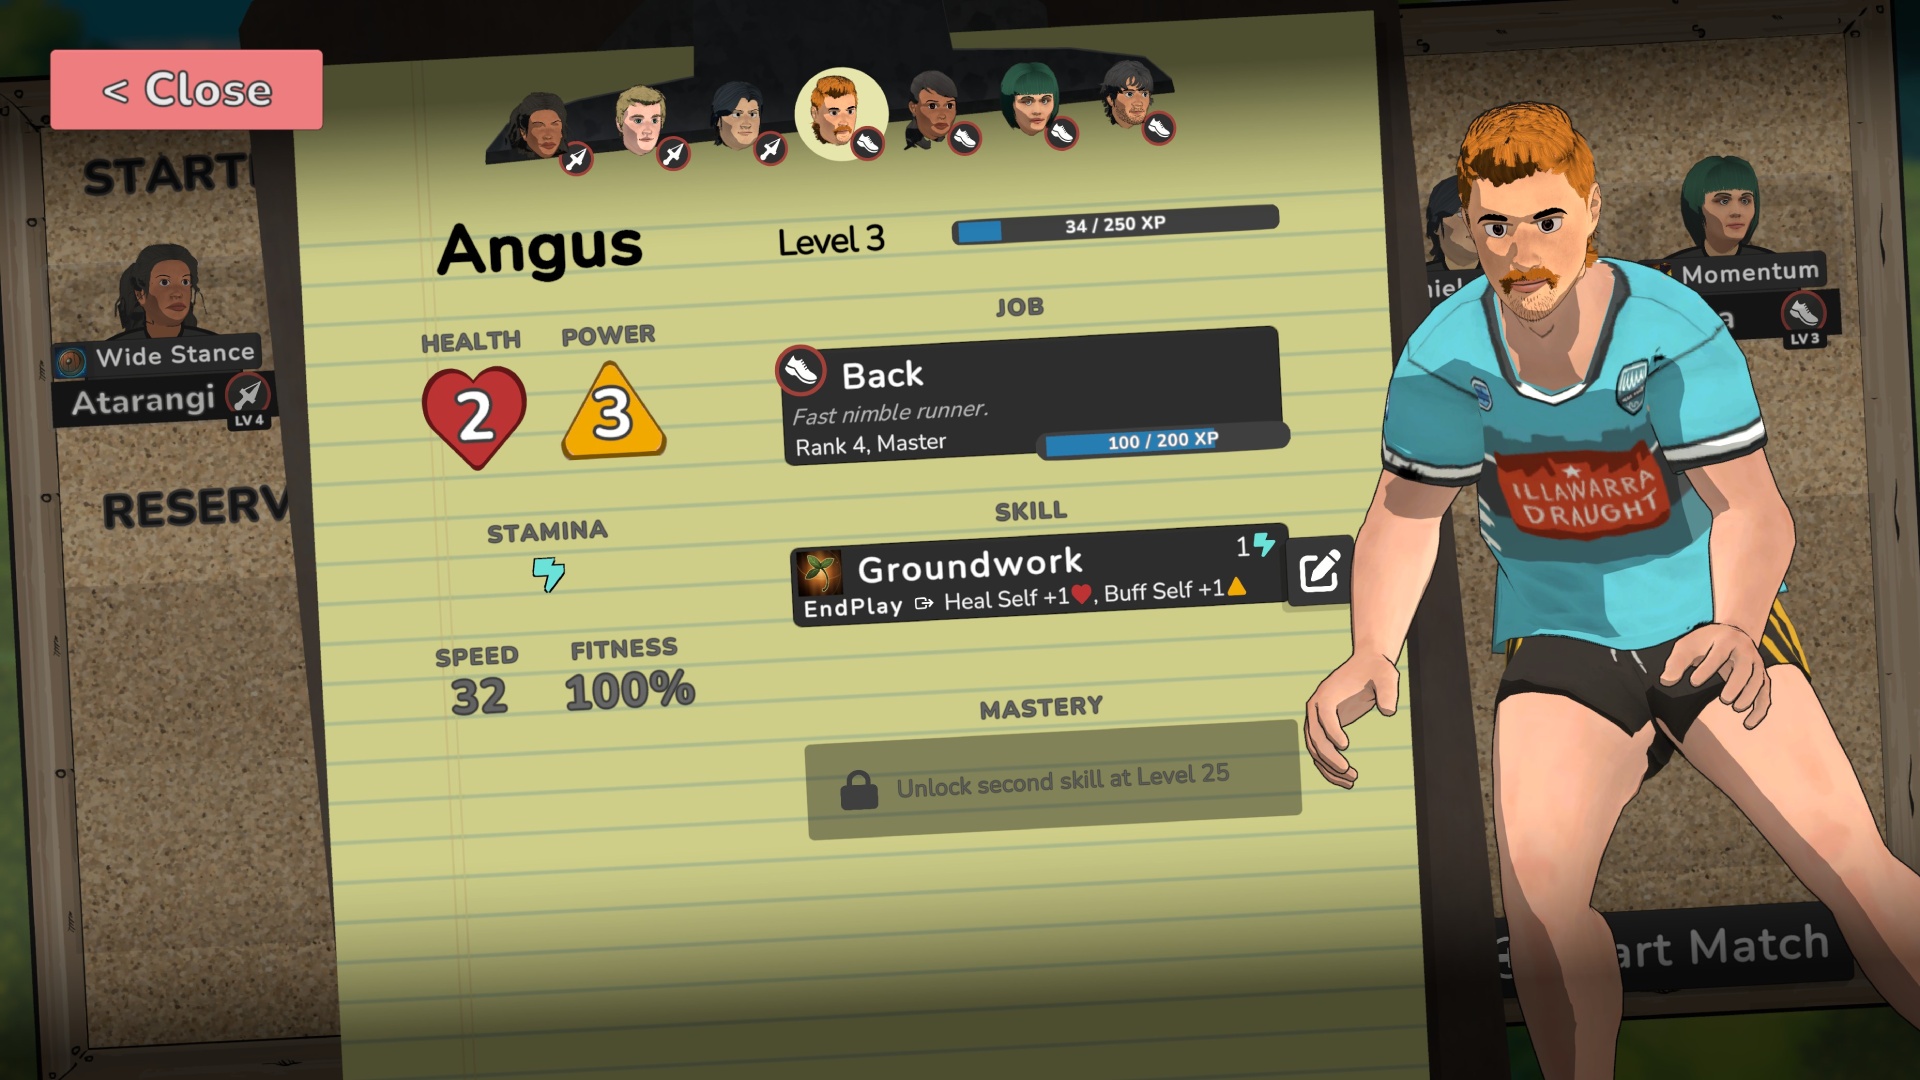 < Close
START
Angus
Level 3
34 / 250 XP
HEALTH
POWER
2
3
JOB
Back
Fast nimble runner.
Rank 4, Master
100 / 200 XP
STAMINA
SKILL
Groundwork
1
EndPlay Heal Self +1, Buff Self +1
SPEED
32
FITNESS
100%
MASTERY
Unlock second skill at Level 25
Wide Stance
Atarangi
LV 4
RESERV
Momentum
a
LV 3
ILLAWARRA
DRAUGHT
art Match